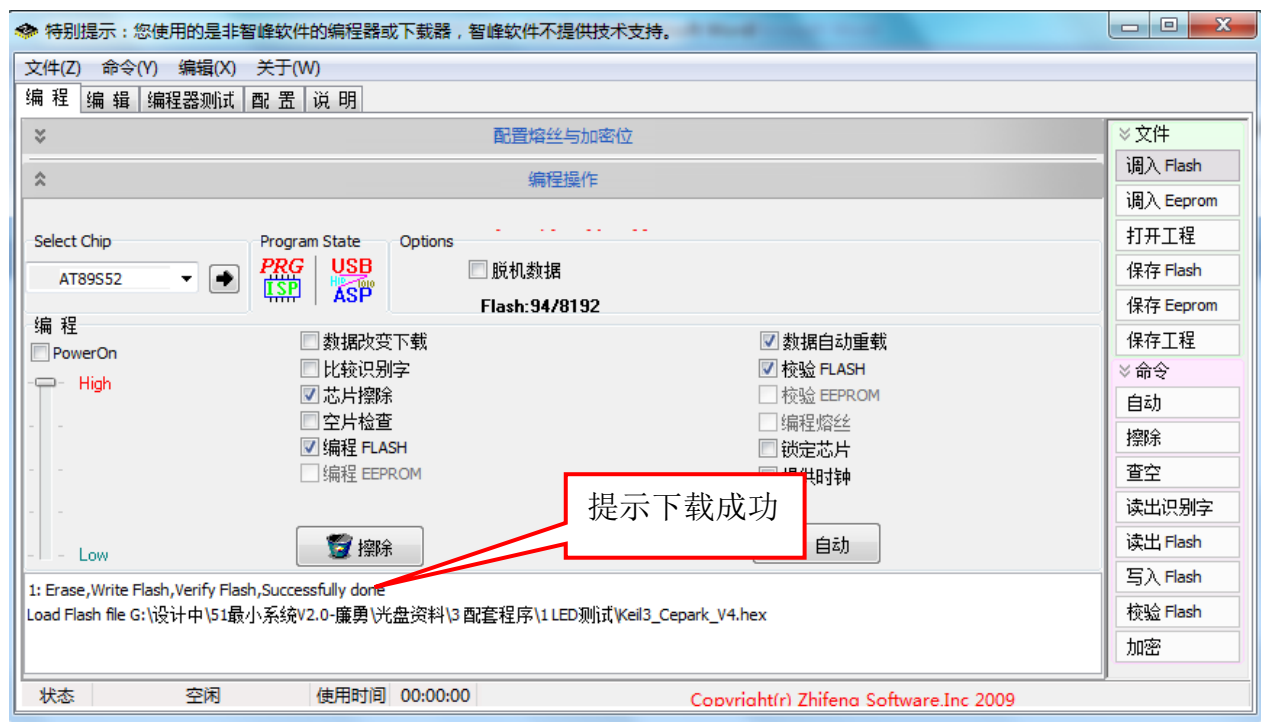 特别提示：您使用的是非智峰软件的编程器或下载器，智峰软件不提供技术支持。
文件(Z) 命令(Y) 编辑(X) 关于(W)
编 程 编 辑 编程器测试 配 置 说 明
配置熔丝与加密位
编程操作
Select Chip Program State Options
AT89S52
PRG
ISP
USB
ASP
脱机数据
Flash:94/8192
编 程
PowerOn
High
Low
数据改变下载
比较识别字
芯片擦除
空片检查
编程 FLASH
编程 EEPROM
数据自动重载
校验 FLASH
校验 EEPROM
编程熔丝
锁定芯片
提供时钟
提示下载成功
擦除
自动
1: Erase,Write Flash,Verify Flash,Successfully done
Load Flash file G:\设计中\51最小系统V2.0-廉勇\光盘资料\3 配套程序\1 LED测试\Keil3_Cepark_V4.hex
状态 空闲 使用时间 00:00:00 Copyright(r) Zhifeng Software.Inc 2009
文件
调入 Flash
调入 Eeprom
打开工程
保存 Flash
保存 Eeprom
保存工程
命令
自动
擦除
查空
读出识别字
读出 Flash
写入 Flash
校验 Flash
加密